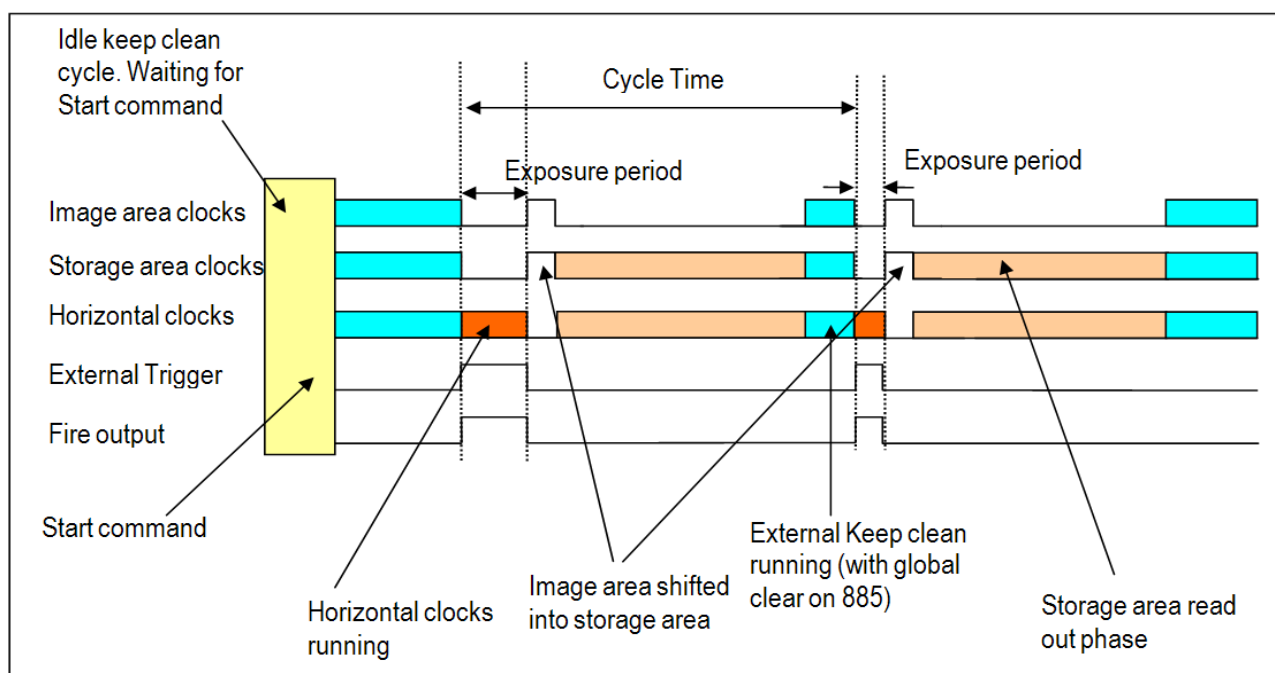 Idle keep clean
cycle. Waiting for
Start command
Cycle Time
Exposure period
Exposure period
Image area clocks
Storage area clocks
Horizontal clocks
External Trigger
Fire output
Start command
Horizontal clocks
running
Image area shifted
into storage area
External Keep clean
running (with global
clear on 885)
Storage area read
out phase